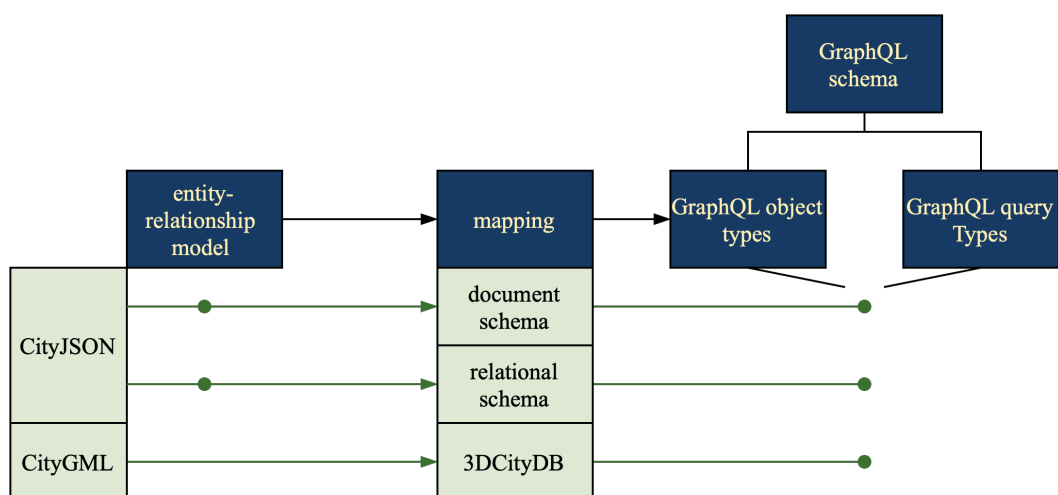 GraphQL
schema
entity-
relationship
model
mapping
GraphQL object
types
GraphQL query
Types
CityJSON
document
schema
relational
schema
CityGML
3DCityDB